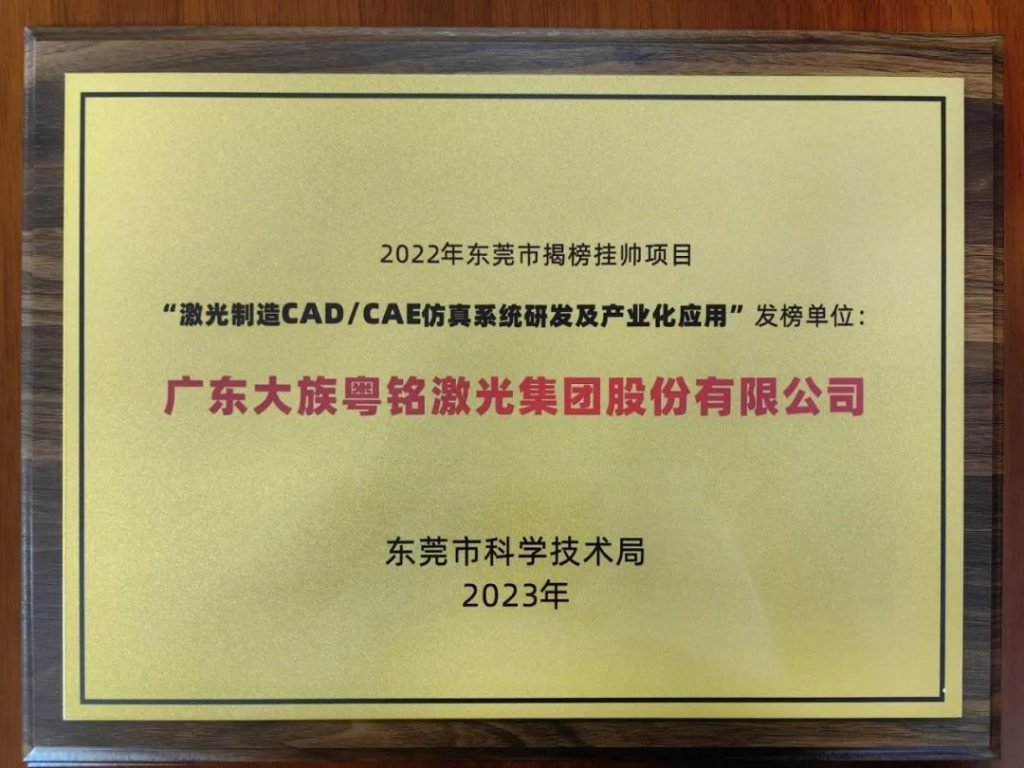 2022年东莞市揭榜挂帅项目
“激光制造CAD/CAE仿真系统研发及产业化应用”发榜单位：
广东大族粤铭激光集团股份有限公司
东莞市科学技术局
2023年